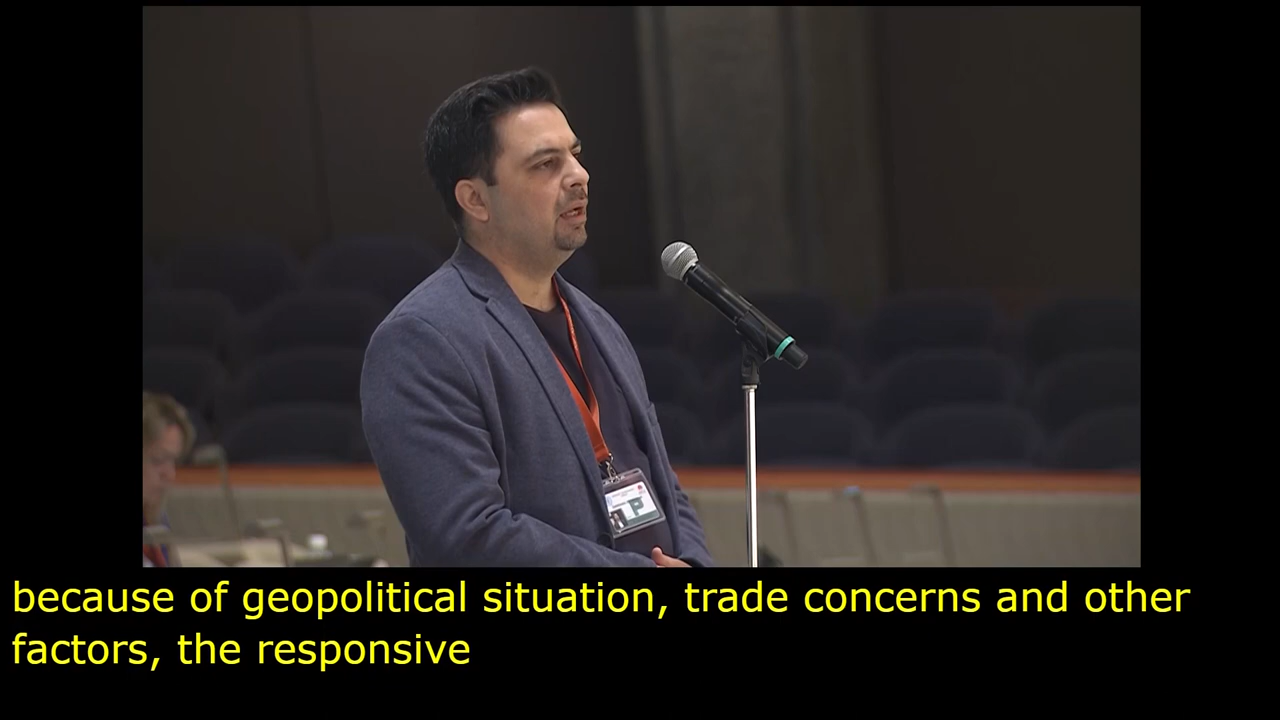 P
because of geopolitical situation, trade concerns and other
factors, the responsive